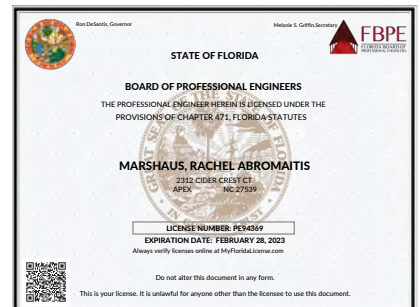 Ron DeSantis, Governor
Melanie S. Griffin, Secretary
FBPE
FLORIDA BOARD OF
PROFESSIONAL ENGINEERS
STATE OF FLORIDA
BOARD OF PROFESSIONAL ENGINEERS
THE PROFESSIONAL ENGINEER HEREIN IS LICENSED UNDER THE
PROVISIONS OF CHAPTER 471, FLORIDA STATUTES
MARSHAUS, RACHEL ABROMAITIS
2312 CIDER CREST CT
APEX NC 27539
LICENSE NUMBER: PE94369
EXPIRATION DATE: FEBRUARY 28, 2023
Always verify licenses online at MyFloridaLicense.com
Do not alter this document in any form.
This is your license. It is unlawful for anyone other than the licensee to use this document.